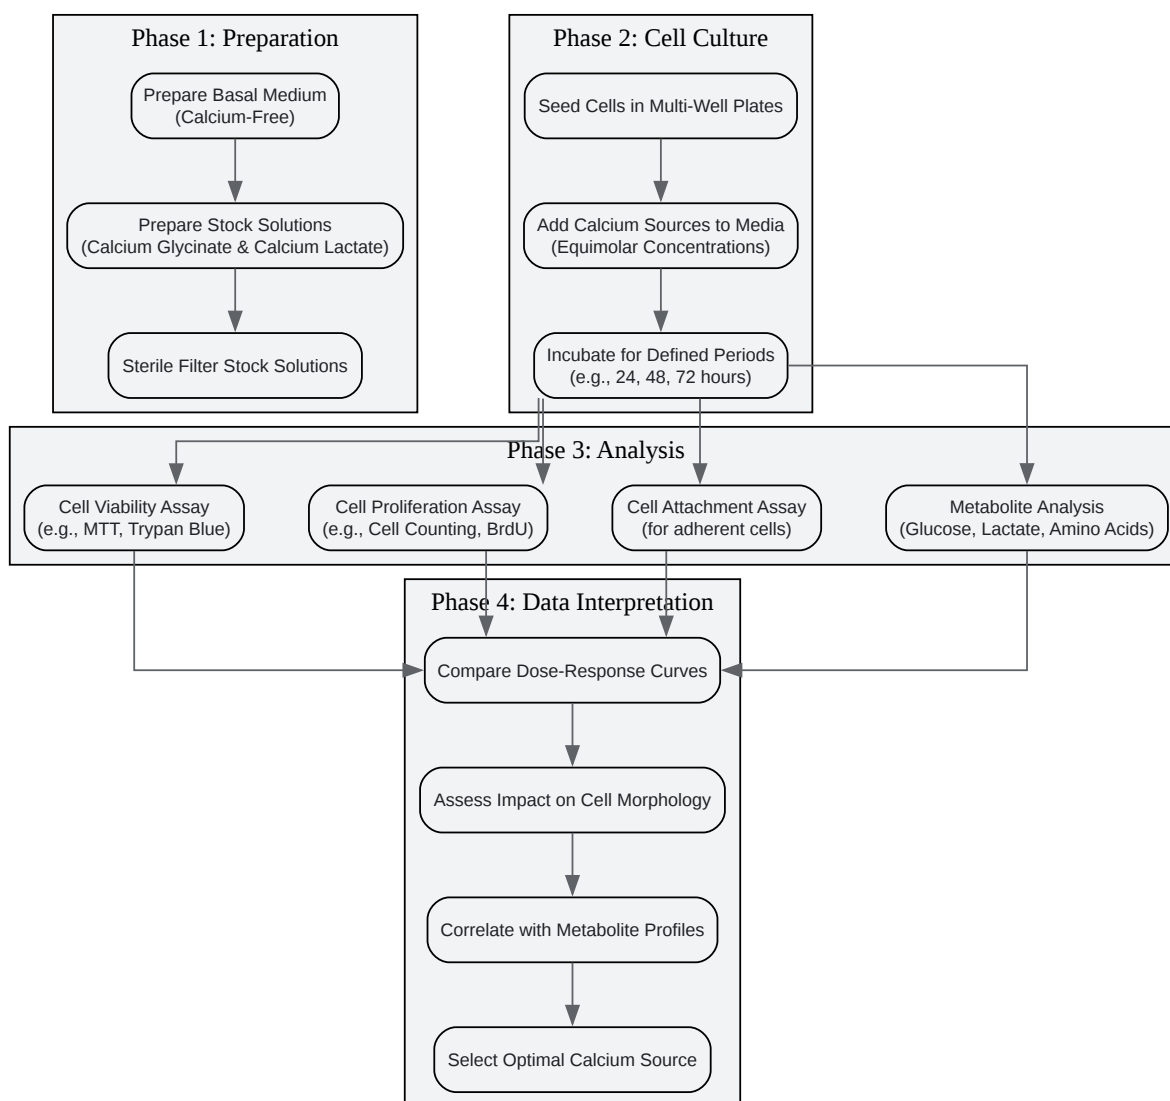 Phase 1: Preparation
Prepare Basal Medium
(Calcium-Free)
Prepare Stock Solutions
(Calcium Glycinate & Calcium Lactate)
Sterile Filter Stock Solutions
Phase 2: Cell Culture
Seed Cells in Multi-Well Plates
Add Calcium Sources to Media
(Equimolar Concentrations)
Incubate for Defined Periods
(e.g., 24, 48, 72 hours)
Phase 3: Analysis
Cell Viability Assay
(e.g., MTT, Trypan Blue)
Cell Proliferation Assay
(e.g., Cell Counting, BrdU)
Cell Attachment Assay
(for adherent cells)
Metabolite Analysis
(Glucose, Lactate, Amino Acids)
Phase 4: Data Interpretation
Compare Dose-Response Curves
Assess Impact on Cell Morphology
Correlate with Metabolite Profiles
Select Optimal Calcium Source